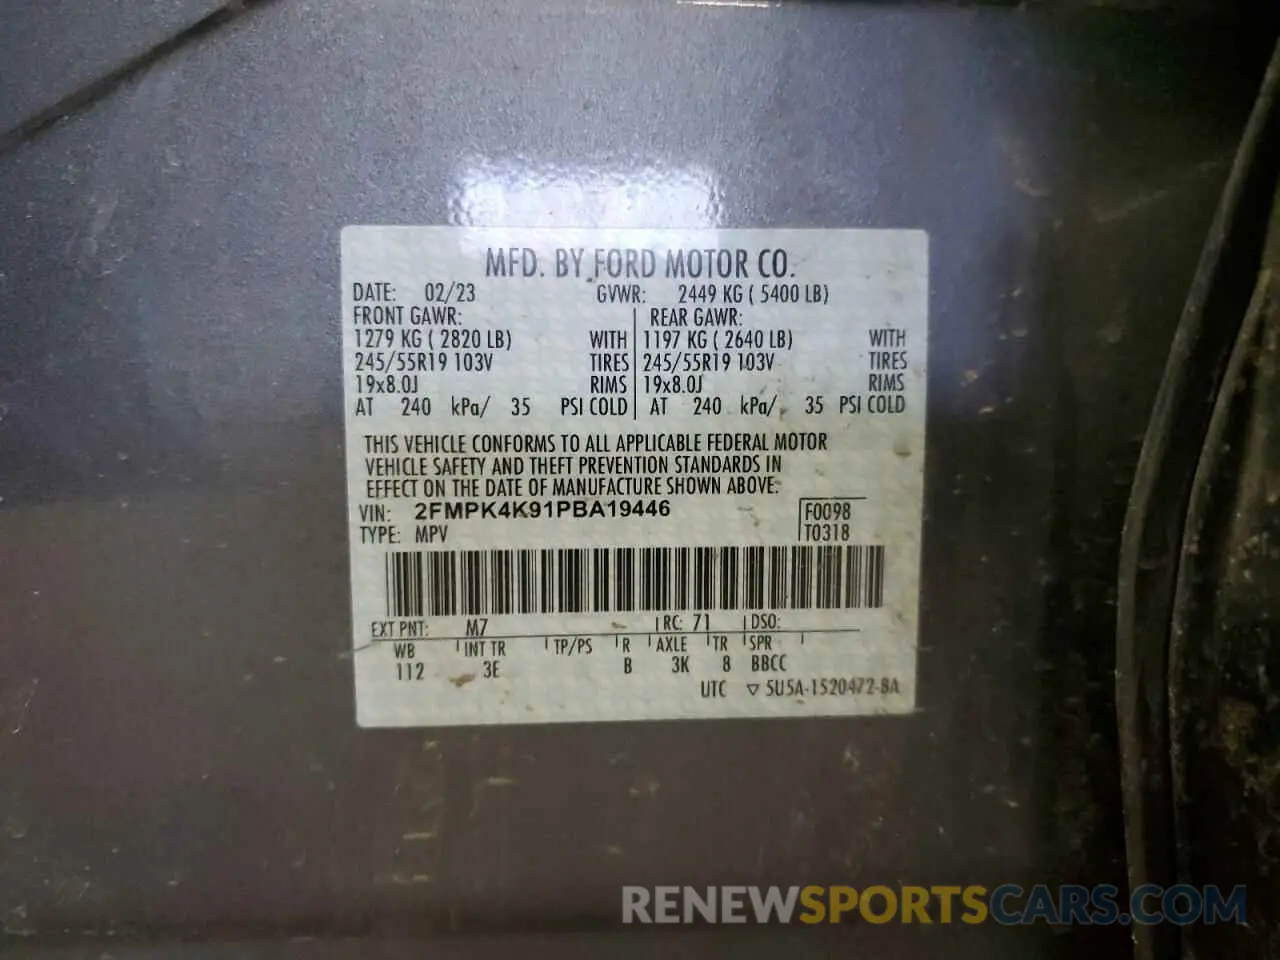 MFD. BY FORD MOTOR CO.
DATE: 02/23 GVWR: 2449 KG ( 5400 LB)
FRONT GAWR: REAR GAWR:
1279 KG ( 2820 LB) WITH 1197 KG ( 2640 LB) WITH
245/55R19 103V TIRES 245/55R19 103V TIRES
19x8.0J RIMS 19x8.0J RIMS
AT 240 kPa/ 35 PSI COLD AT 240 kPa/ 35 PSI COLD
THIS VEHICLE CONFORMS TO ALL APPLICABLE FEDERAL MOTOR
VEHICLE SAFETY AND THEFT PREVENTION STANDARDS IN
EFFECT ON THE DATE OF MANUFACTURE SHOWN ABOVE.
VIN: 2FMPK4K91PBA19446 F0098
TYPE: MPV T0318
EXT PNT: M7 RC: 71 DSO:
WB INT TR TP/PS R AXLE TR SPR
112 3E B 3K 8 BBCC
UTC ▽ 5U5A-1520472-BA
RENEWSPORTSCARS.COM